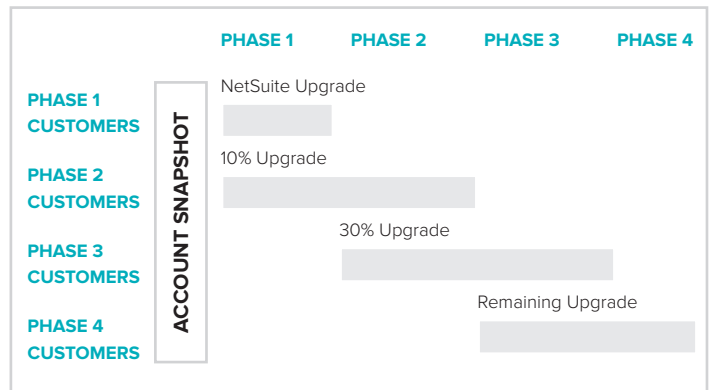 PHASE 1 PHASE 2 PHASE 3 PHASE 4
NetSuite Upgrade
PHASE 1
CUSTOMERS
ACCOUNT SNAPSHOT
10% Upgrade
PHASE 2
CUSTOMERS
30% Upgrade
PHASE 3
CUSTOMERS
Remaining Upgrade
PHASE 4
CUSTOMERS